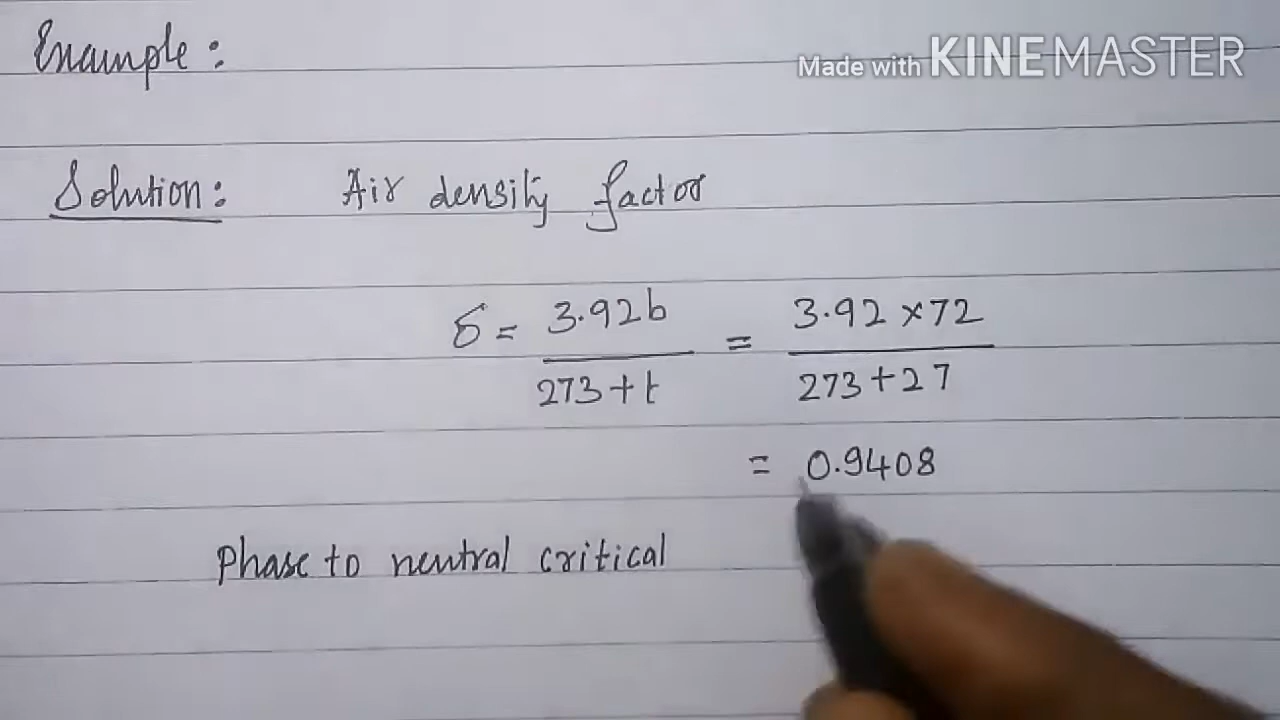 Example:
Made with KINEMASTER
Solution: Air density factor
δ = 3.92b / 273+t = 3.92×72 / 273+27
= 0.9408
Phase to neutral critical